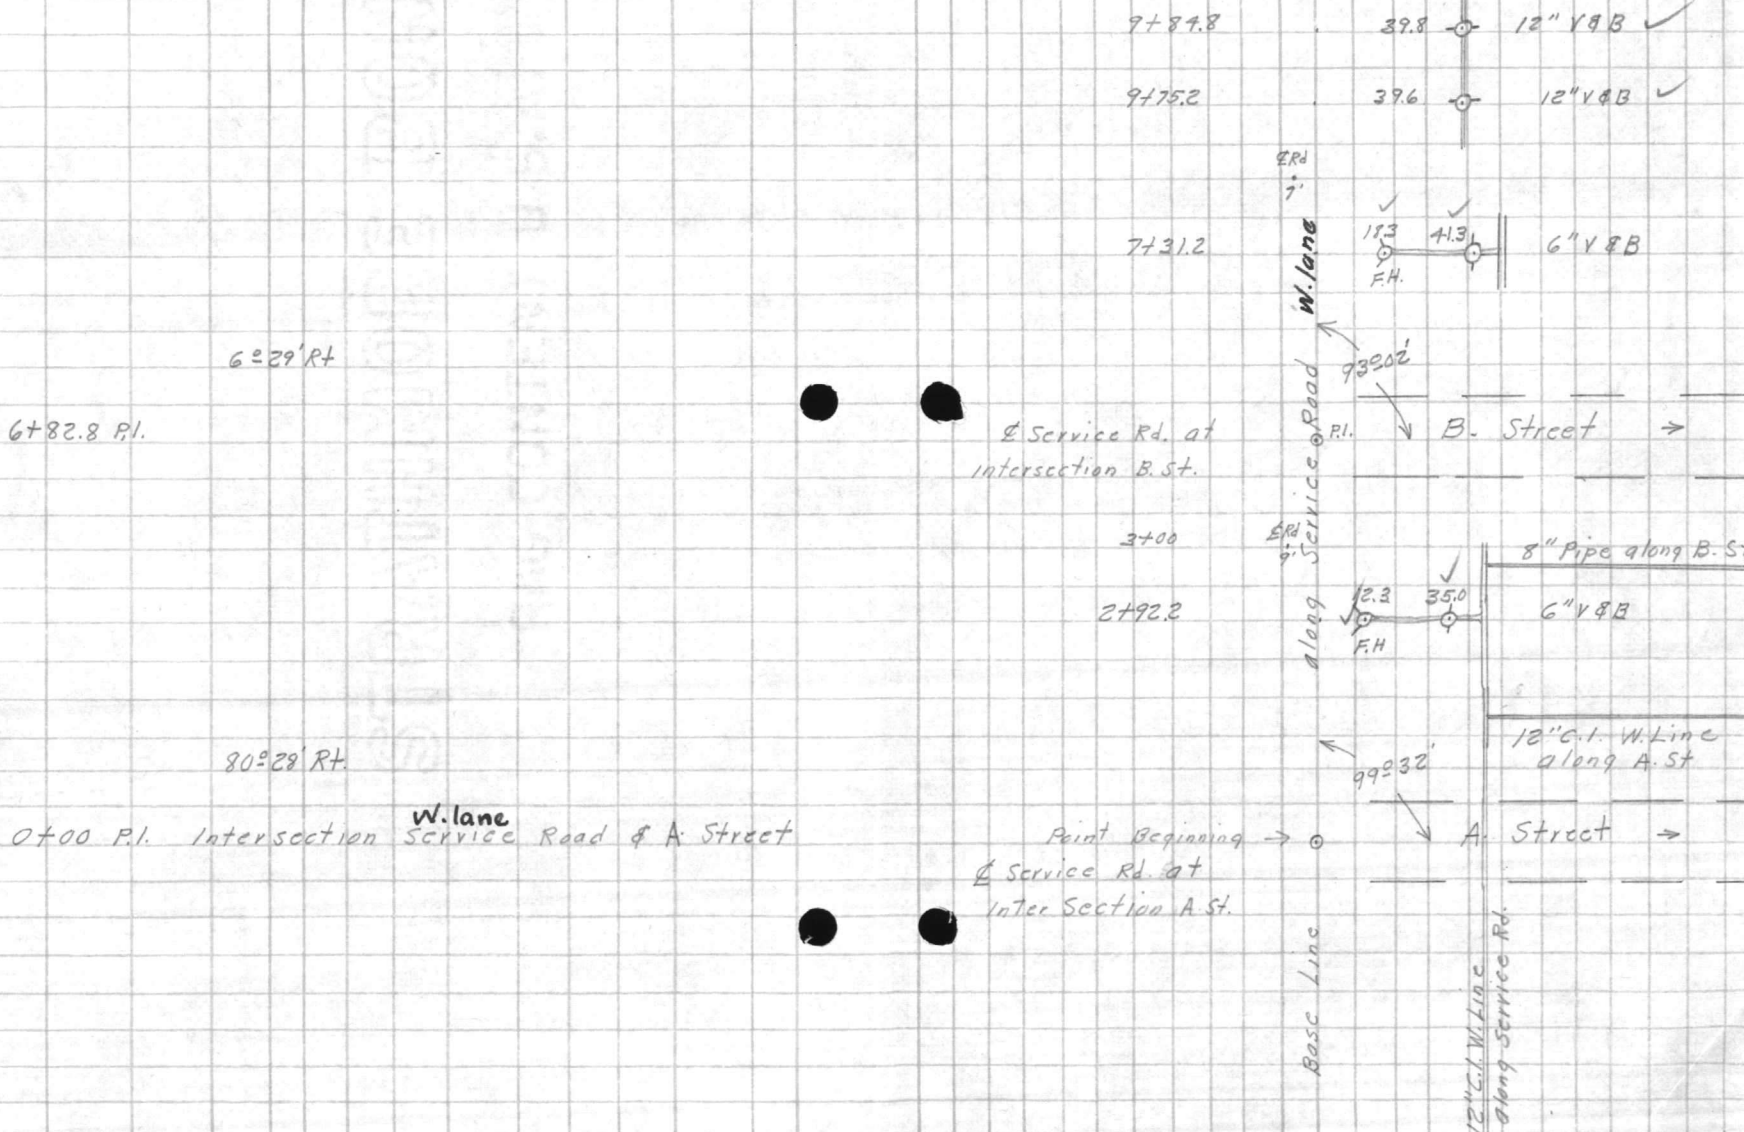 9+84.8 39.8 12" V&B
9+75.2 39.6 12" V&B
℄ Rd
7'
W.lane
7+31.2 18.3 41.3 6" V&B
F.H.
6°29' Rt
93°02'
6+82.8 P.I.
℄ Service Rd. at
Intersection B. St.
P.I. B. Street →
3+00
℄ Rd
9'
8" Pipe along B. St
2+92.2 12.3 35.0 6" V&B
F.H
12" C.I. W. Line
along A. St
80°28' Rt.
99°32'
W.lane
0+00 P.I. Intersection Service Road & A. Street
Point Beginning → A. Street →
℄ Service Rd. at
Inter Section A. St.
Base Line along Service Road
12" C.I. W. Line
along Service Rd.